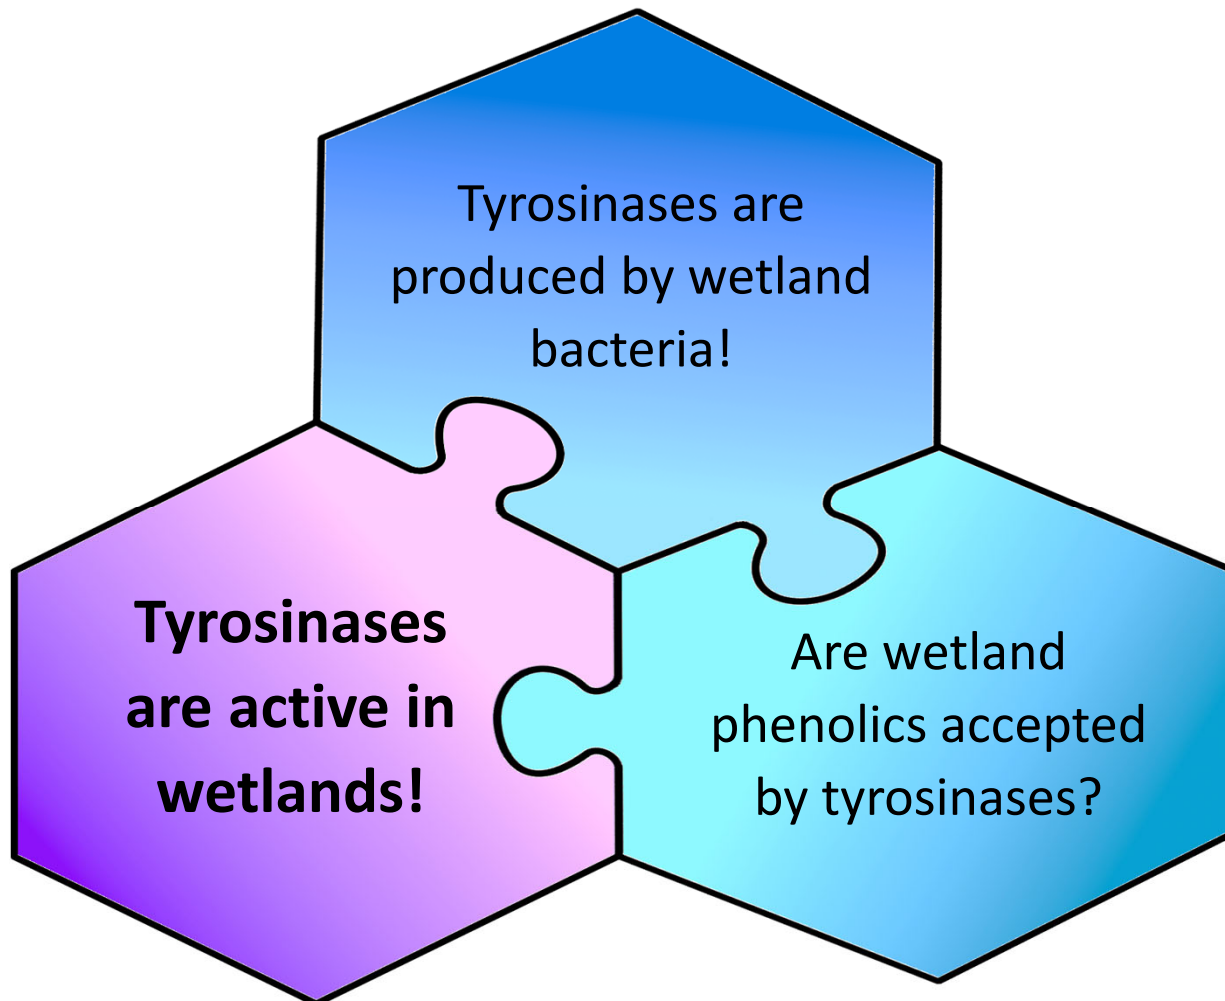 Tyrosinases are
produced by wetland
bacteria!
Tyrosinases
are active in
wetlands!
Are wetland
phenolics accepted
by tyrosinases?